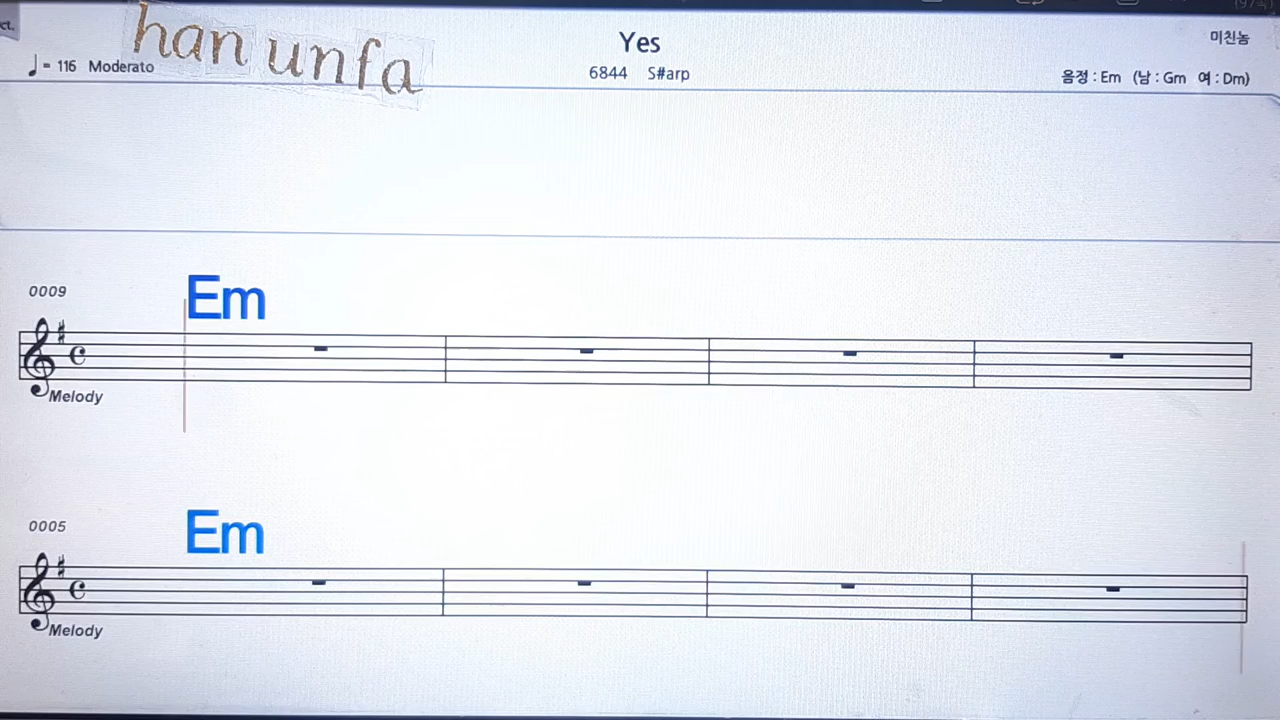 ct.
han unfa
Yes
미친놈
♩ = 116 Moderato
6844 S#arp
음정 : Em (남 : Gm 여 : Dm)
0009
Em
Melody
0005
Em
Melody